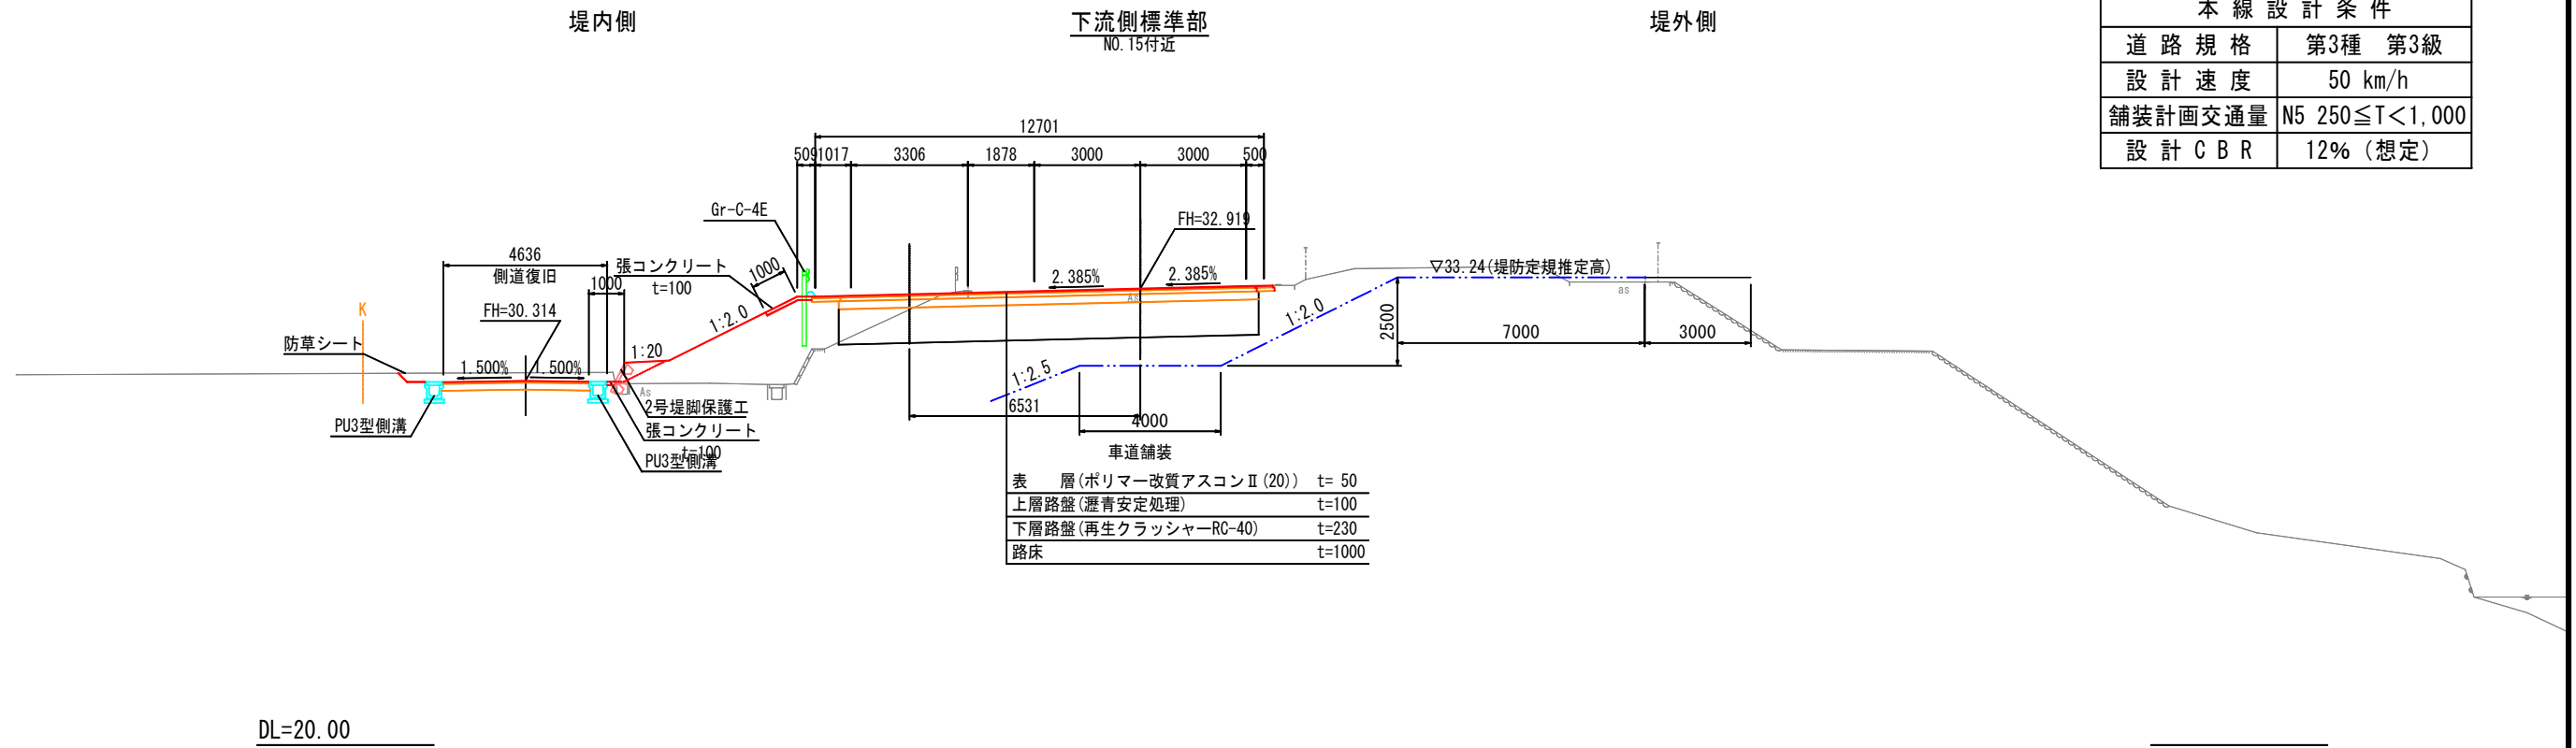 堤内側
下流側標準部
NO.15付近
堤外側
本線設計条件
道路規格 第3種 第3級
設計速度 50 km/h
舗装計画交通量 N5 250≦T<1,000
設計CBR 12%(想定)
12701
509 1017 3306 1878 3000 3000 500
Gr-C-4E
FH=32.919
4636
側道復旧
1000
張コンクリート
t=100
1000
2.385% 2.385%
▽33.24(堤防定規推定高)
As
as
K
FH=30.314
1:2.0
1:2.0
2500
7000
3000
防草シート
1:20
1.500% 1.500%
1:2.5
As
2号堤脚保護工
6531
4000
PU3型側溝
張コンクリート
t=100
PU3型側溝
車道舗装
表 層(ポリマー改質アスコンⅡ(20)) t= 50
上層路盤(瀝青安定処理) t=100
下層路盤(再生クラッシャーRC-40) t=230
路床 t=1000
DL=20.00